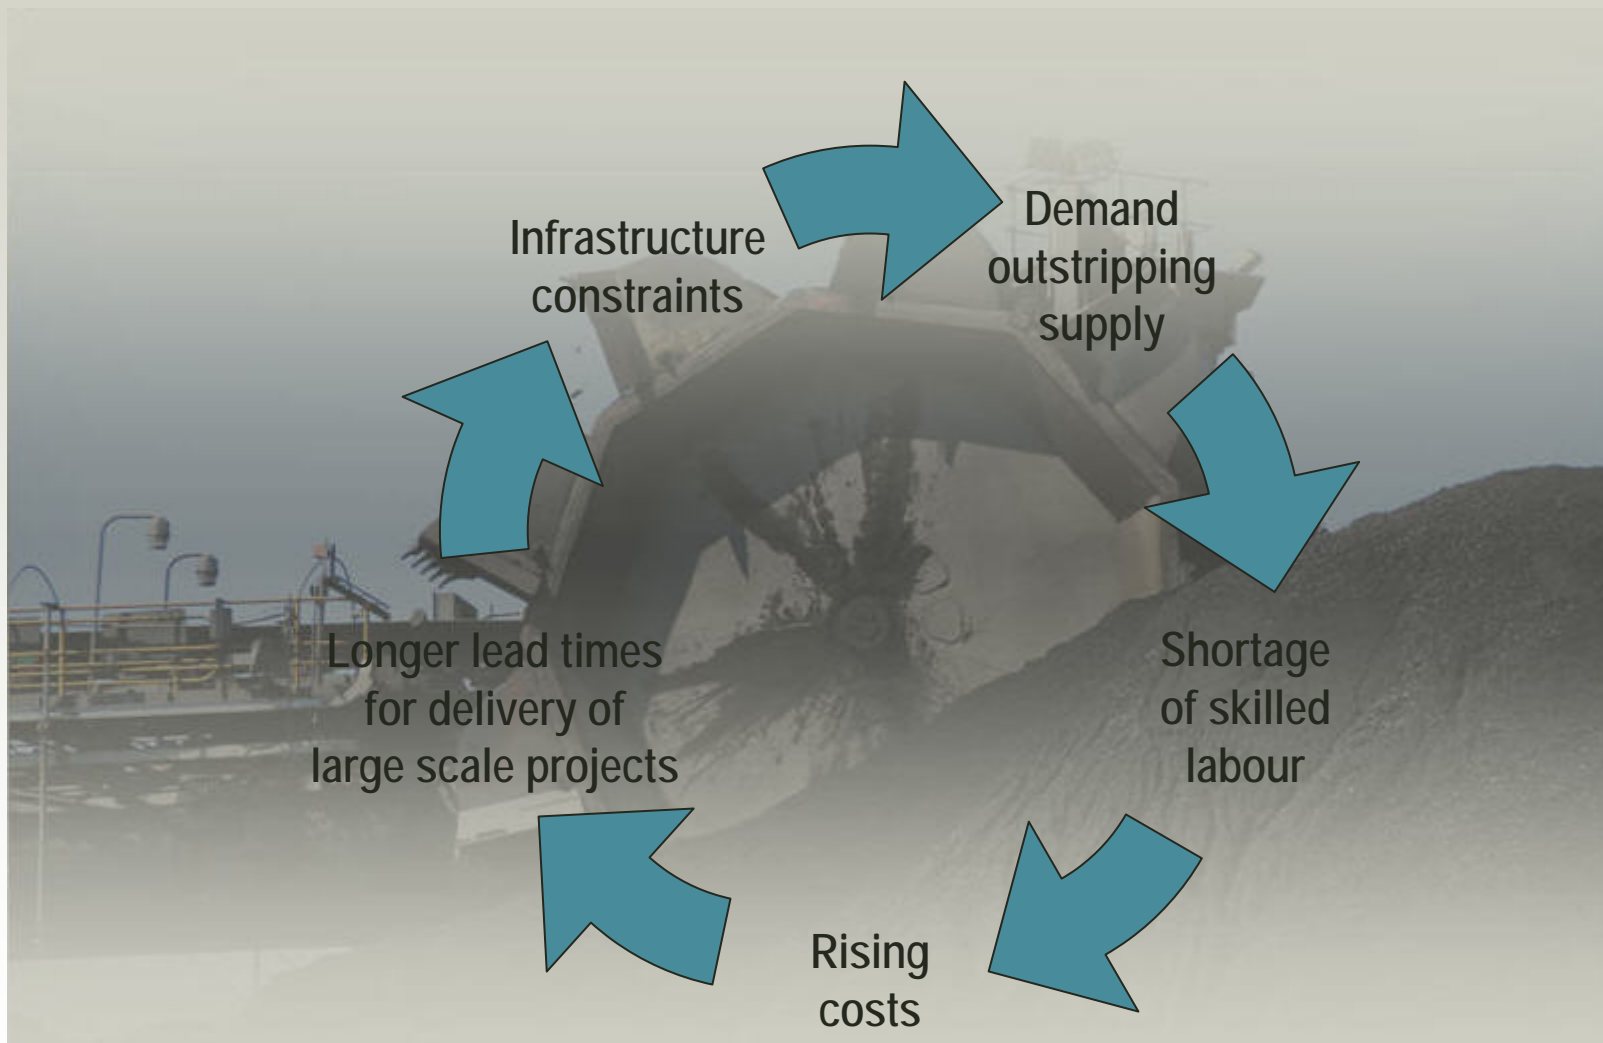 Infrastructure
constraints
Demand
outstripping
supply
Shortage
of skilled
labour
Rising
costs
Longer lead times
for delivery of
large scale projects